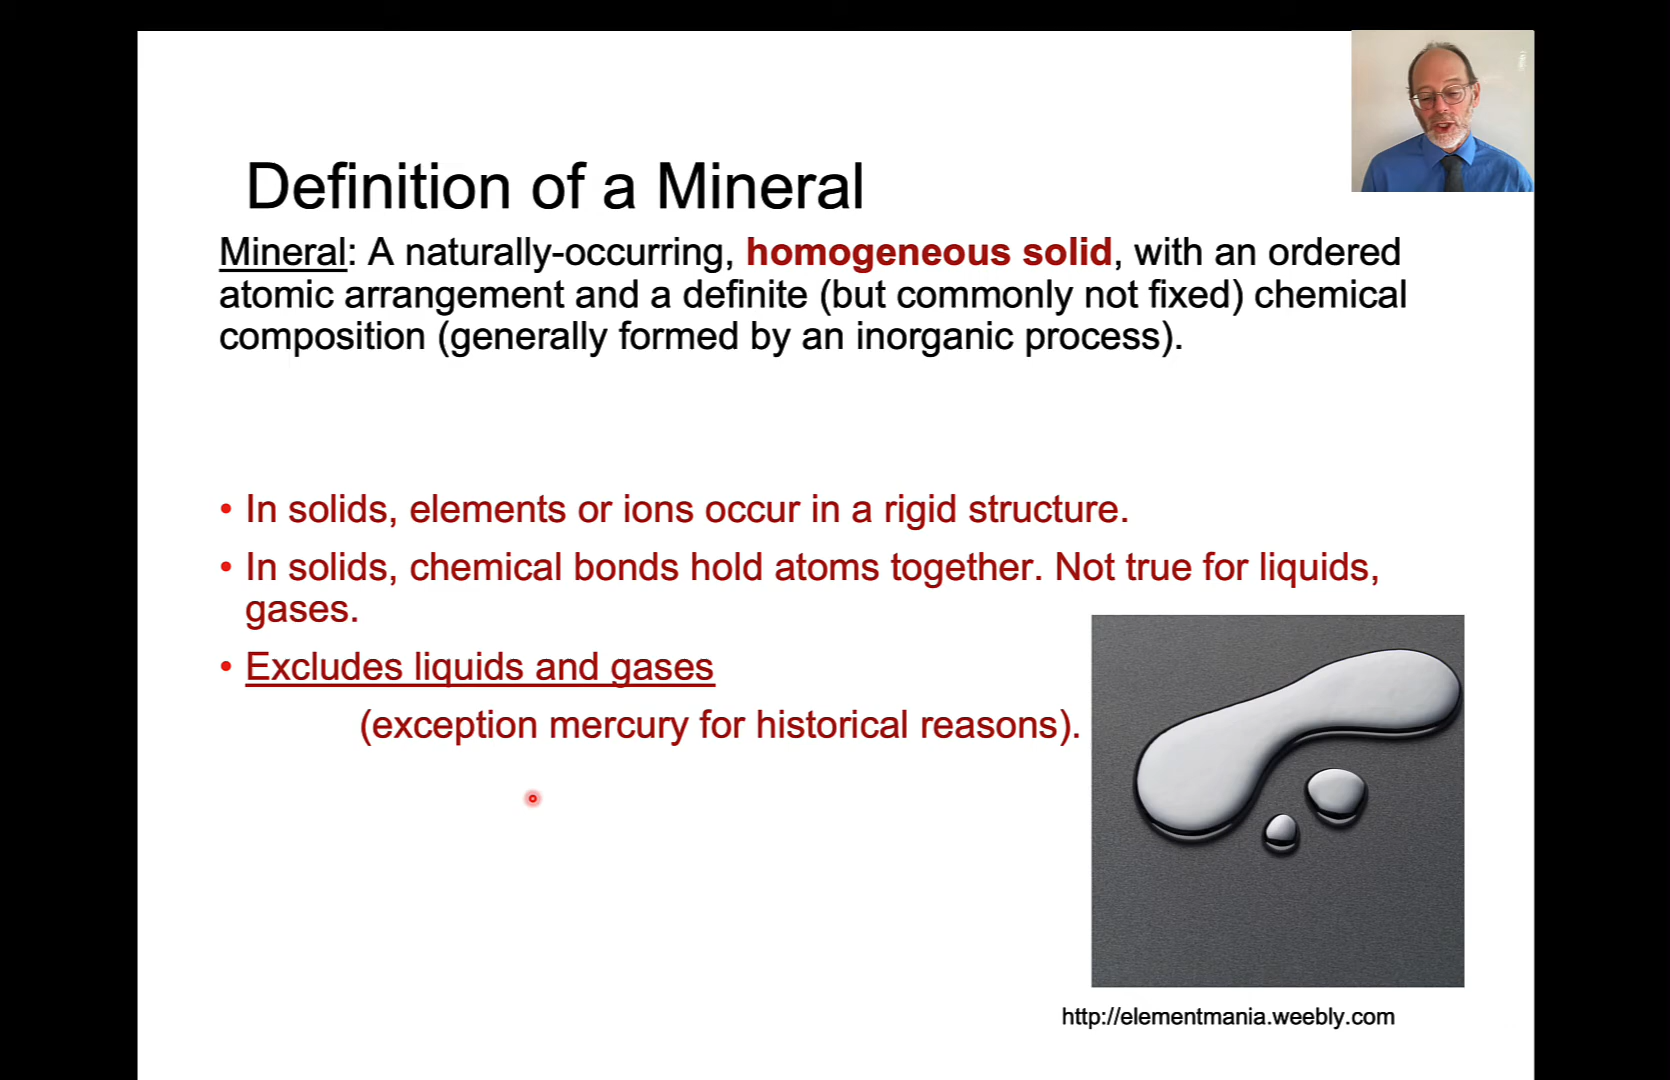 Definition of a Mineral
Mineral: A naturally-occurring, homogeneous solid, with an ordered
atomic arrangement and a definite (but commonly not fixed) chemical
composition (generally formed by an inorganic process).
• In solids, elements or ions occur in a rigid structure.
• In solids, chemical bonds hold atoms together. Not true for liquids,
gases.
• Excludes liquids and gases
(exception mercury for historical reasons).
http://elementmania.weebly.com